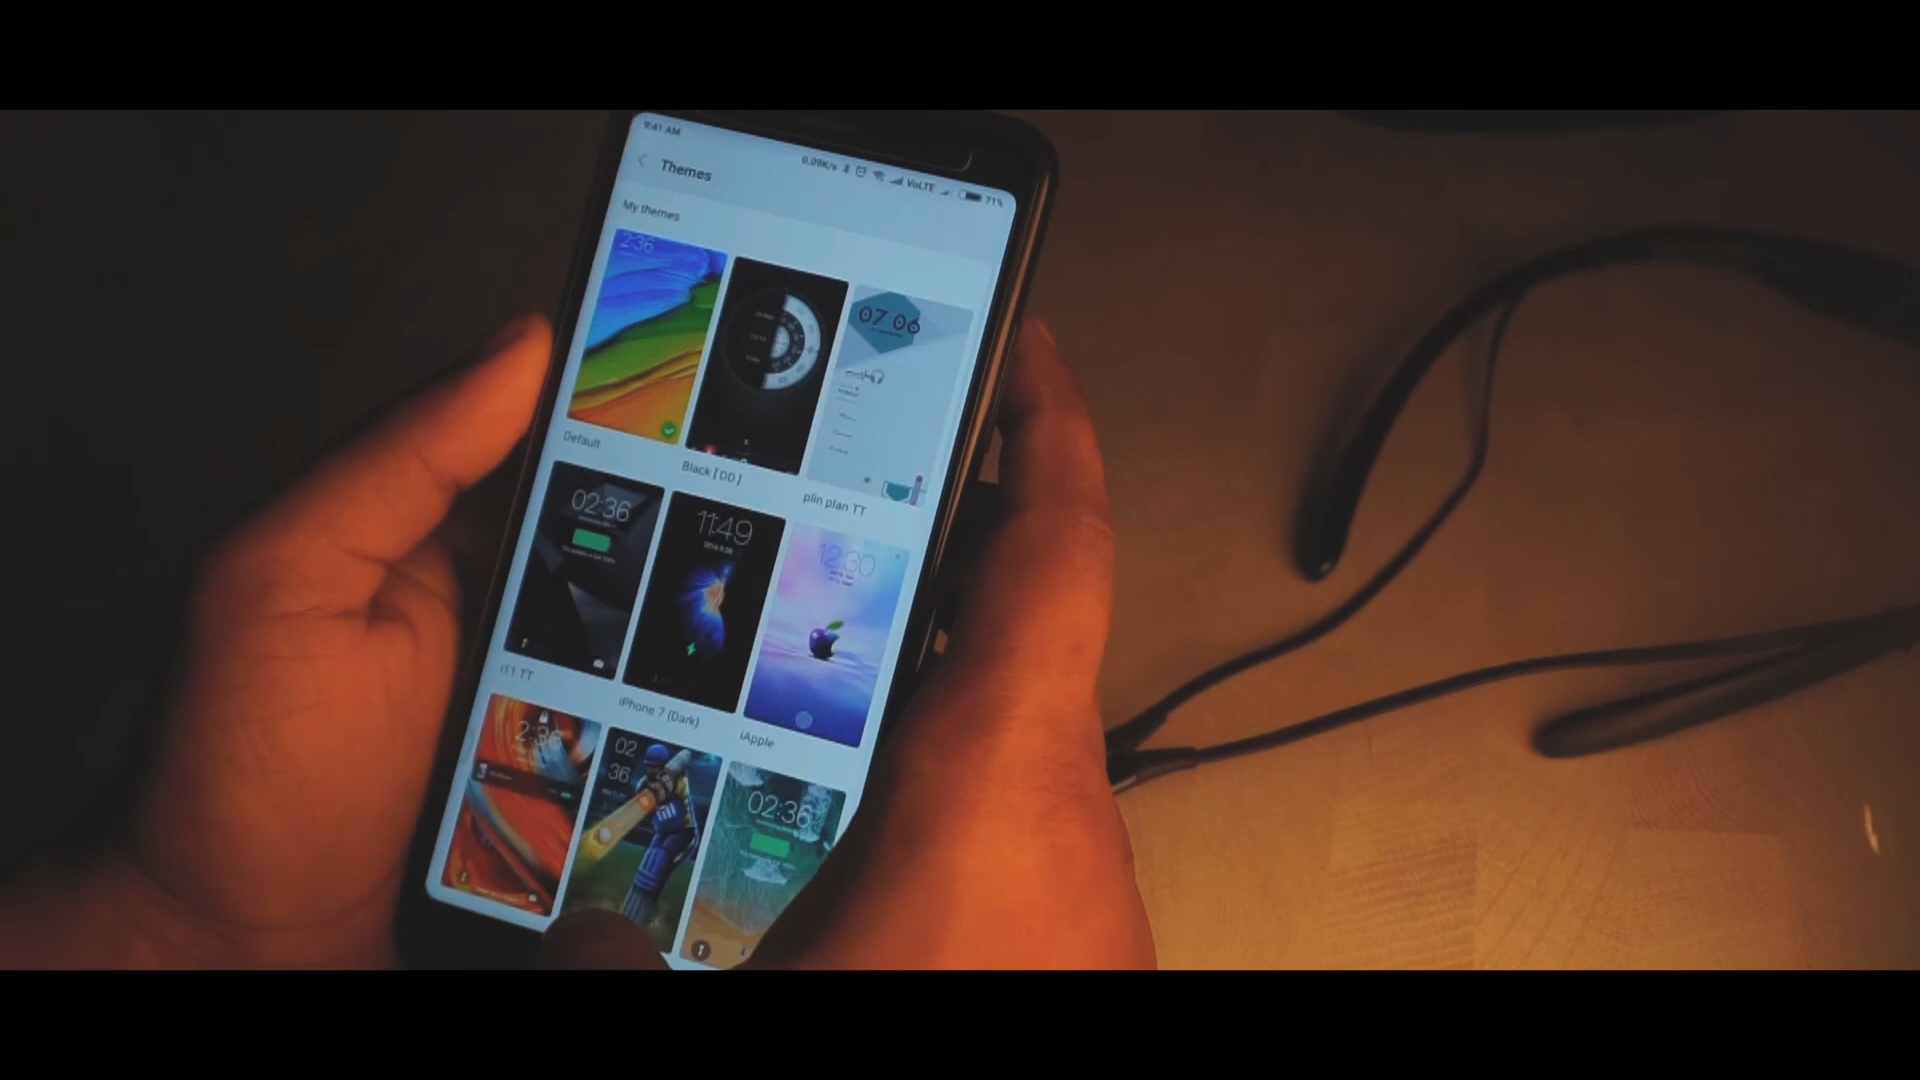 9:41 AM
0.09K/s VoLTE 71%
Themes
My themes
2:36
07 06
Default
Black [ DD ]
plin plan TT
02:36
11:49
12:30
iT1 TT
iPhone 7 (Dark)
iApple
2:36
02
36
02:36